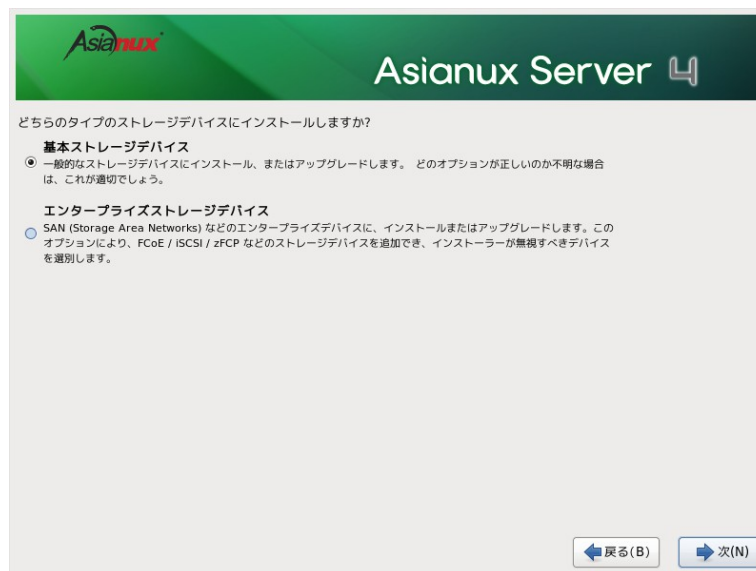 Asianux
Asianux Server 4
どちらのタイプのストレージデバイスにインストールしますか?
基本ストレージデバイス
一般的なストレージデバイスにインストール、またはアップグレードします。 どのオプションが正しいのか不明な場合
は、これが適切でしょう。
エンタープライズストレージデバイス
SAN (Storage Area Networks) などのエンタープライズデバイスに、インストールまたはアップグレードします。この
オプションにより、FCoE / iSCSI / zFCP などのストレージデバイスを追加でき、インストーラーが無視すべきデバイス
を選別します。
戻る(B)
次(N)